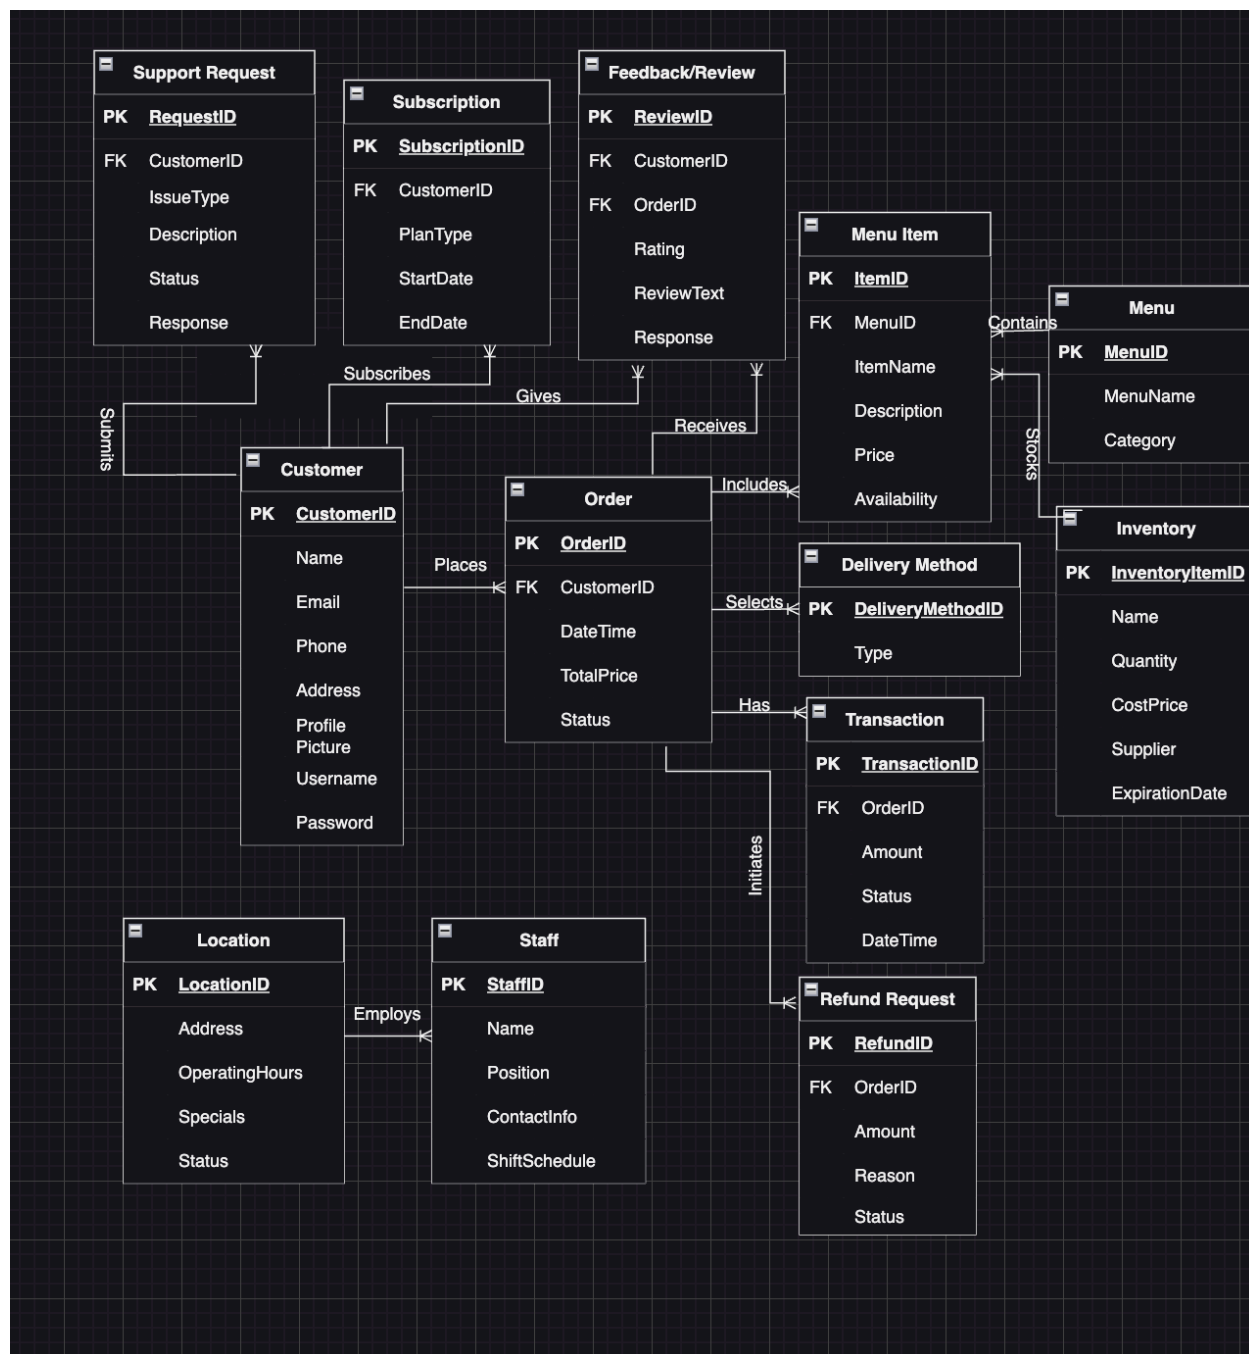 Support Request
PK RequestID
FK CustomerID
IssueType
Description
Status
Response
Subscription
PK SubscriptionID
FK CustomerID
PlanType
StartDate
EndDate
Feedback/Review
PK ReviewID
FK CustomerID
FK OrderID
Rating
ReviewText
Response
Menu Item
PK ItemID
FK MenuID
ItemName
Description
Price
Availability
Contains
Menu
PK MenuID
MenuName
Category
Stocks
Submits
Subscribes
Gives
Receives
Customer
PK CustomerID
Name
Email
Phone
Address
Profile
Picture
Username
Password
Places
Order
PK OrderID
FK CustomerID
DateTime
TotalPrice
Status
Includes
Selects
Has
Initiates
Delivery Method
PK DeliveryMethodID
Type
Inventory
PK InventoryItemID
Name
Quantity
CostPrice
Supplier
ExpirationDate
Transaction
PK TransactionID
FK OrderID
Amount
Status
DateTime
Location
PK LocationID
Address
OperatingHours
Specials
Status
Employs
Staff
PK StaffID
Name
Position
ContactInfo
ShiftSchedule
Refund Request
PK RefundID
FK OrderID
Amount
Reason
Status